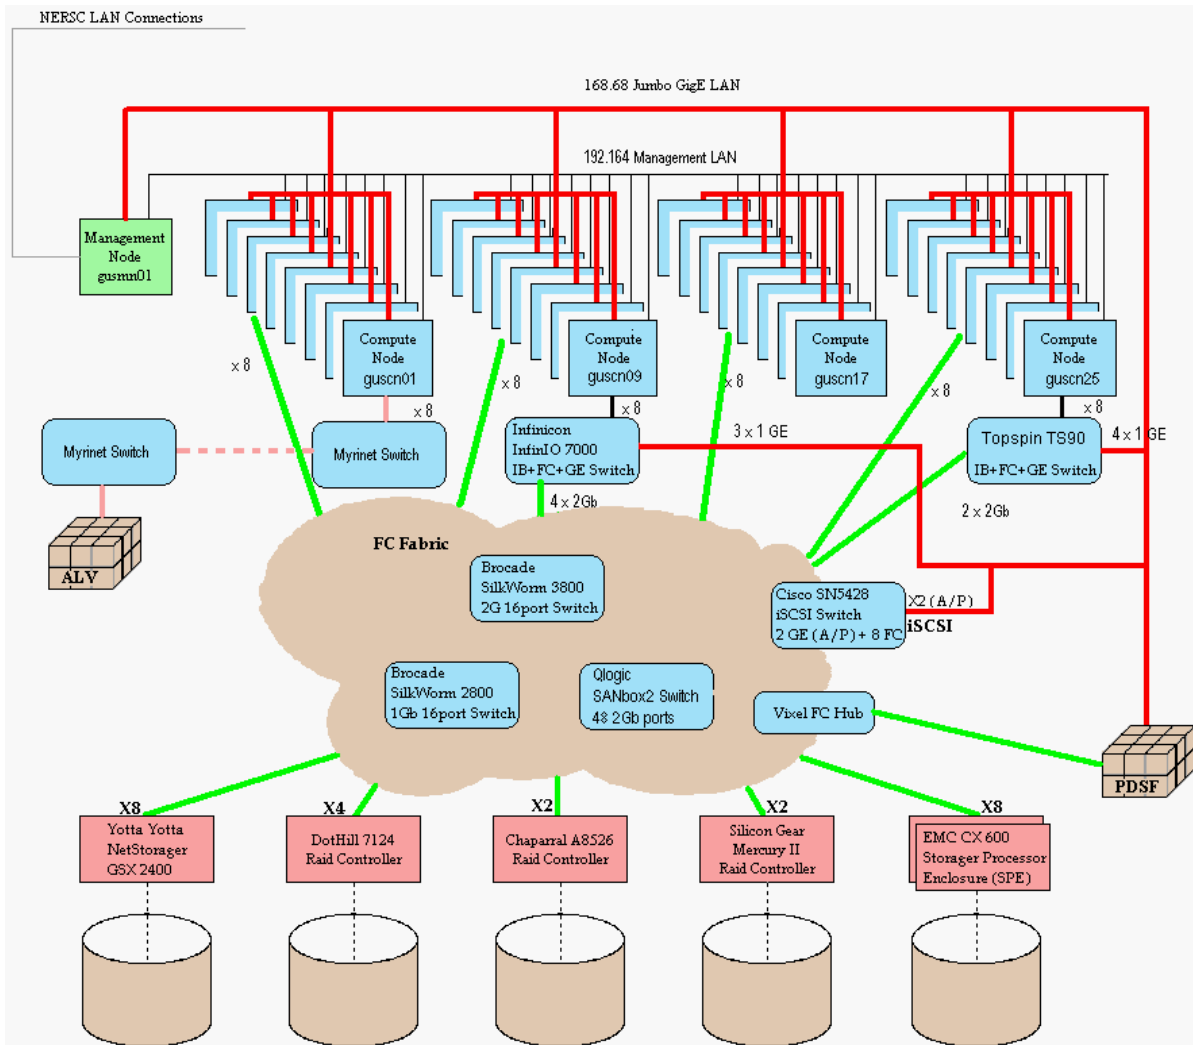 NERSC LAN Connections
168.68 Jumbo GigE LAN
192.164 Management LAN
Management
Node
gusmn01
Compute
Node
guscn01
Compute
Node
guscn09
Compute
Node
guscn17
Compute
Node
guscn25
x 8
x 8
x 8
x 8
x 8
x 8
x 8
Myrinet Switch
Myrinet Switch
Infinicon
InfinIO 7000
IB+FC+GE Switch
3 x 1 GE
Topspin TS90
IB+FC+GE Switch
4 x 1 GE
4 x 2Gb
2 x 2Gb
ALV
FC Fabric
Brocade
SilkWorm 3800
2G 16port Switch
Cisco SN5428
iSCSI Switch
2 GE (A/P) + 8 FC
X2 (A/P)
iSCSI
Brocade
SilkWorm 2800
1Gb 16port Switch
Qlogic
SANbox2 Switch
48 2Gb ports
Vixel FC Hub
PDSF
X8
X4
X2
X2
X8
Yotta Yotta
NetStorager
GSX 2400
DotHill 7124
Raid Controller
Chaparral A8526
Raid Controller
Silicon Gear
Mercury II
Raid Controller
EMC CX 600
Storager Processor
Enclosure (SPE)